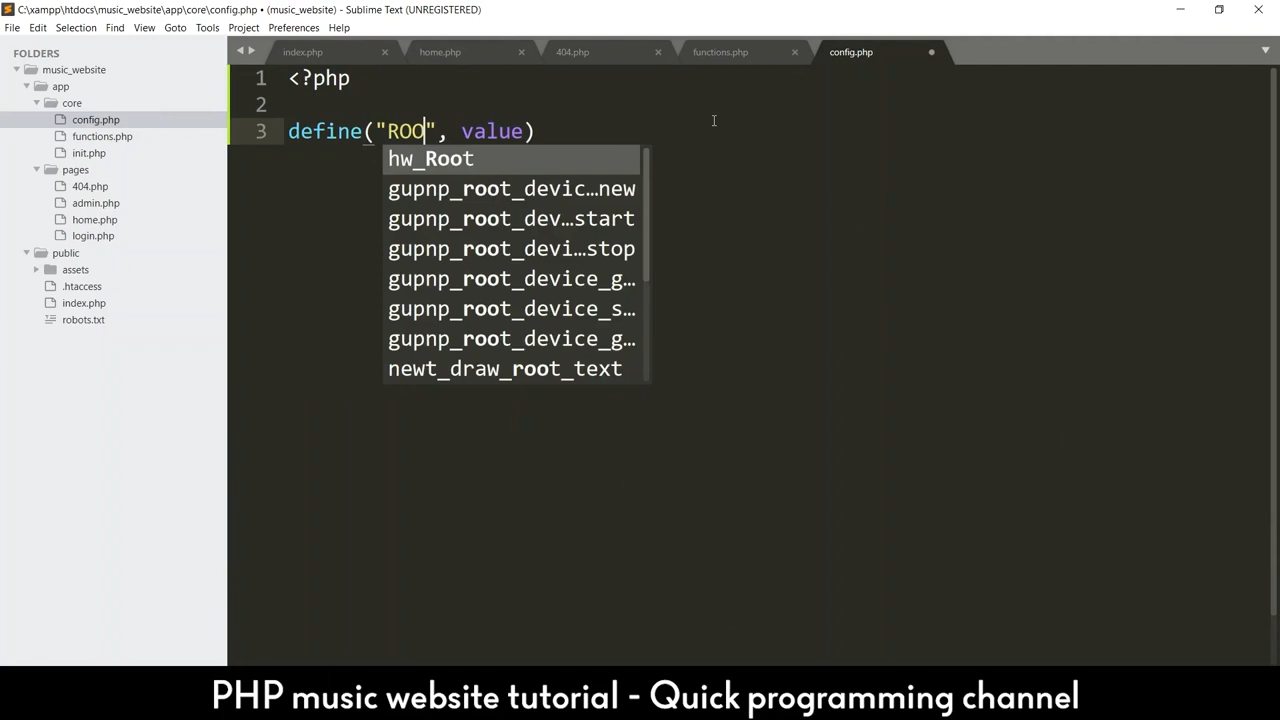 C:\xampp\htdocs\music_website\app\core\config.php • (music_website) - Sublime Text (UNREGISTERED)
File Edit Selection Find View Goto Tools Project Preferences Help
FOLDERS
music_website
app
core
config.php
functions.php
init.php
pages
404.php
admin.php
home.php
login.php
public
assets
.htaccess
index.php
robots.txt
index.php home.php 404.php functions.php config.php
1 <?php
2
3 define("ROO", value)
hw_Root
gupnp_root_devic…new
gupnp_root_dev…start
gupnp_root_devi…stop
gupnp_root_device_g…
gupnp_root_device_s…
gupnp_root_device_g…
newt_draw_root_text
PHP music website tutorial - Quick programming channel